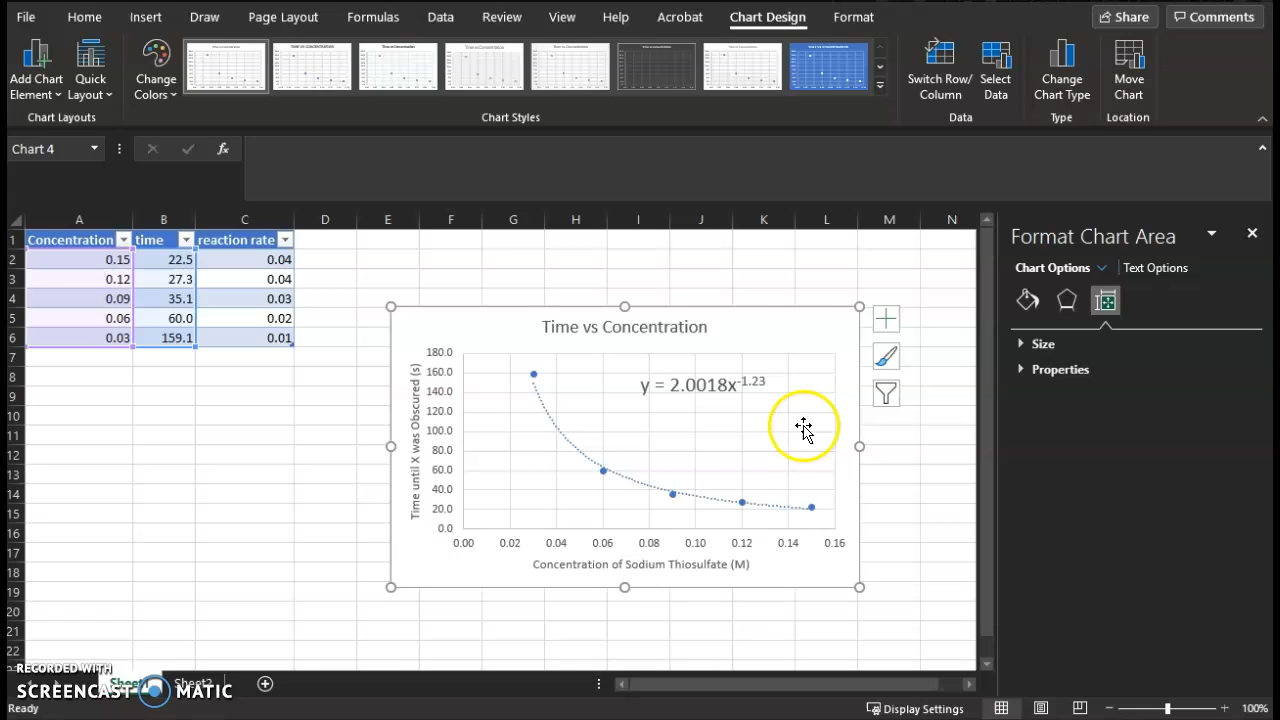 File Home Insert Draw Page Layout Formulas Data Review View Help Acrobat Chart Design Format Share Comments
Add Chart Element Quick Layout Change Colors Switch Row/ Column Select Data Change Chart Type Move Chart
Chart Layouts Chart Styles Data Type Location
Chart 4 fx
A B C D E F G H I J K L M N
1 Concentration time reaction rate
2 0.15 22.5 0.04
3 0.12 27.3 0.04
4 0.09 35.1 0.03
5 0.06 60.0 0.02
6 0.03 159.1 0.01
7
8
9
10
11
12
13
14
15
16
17
18
19
20
21
22
Time vs Concentration
y = 2.0018x-1.23
Time until X was Obscured (s)
180.0
160.0
140.0
120.0
100.0
80.0
60.0
40.0
20.0
0.0
0.00 0.02 0.04 0.06 0.08 0.10 0.12 0.14 0.16
Concentration of Sodium Thiosulfate (M)
Format Chart Area
Chart Options Text Options
Size
Properties
RECORDED WITH
SCREENCAST MATIC
Sheet2
Ready Display Settings 100%